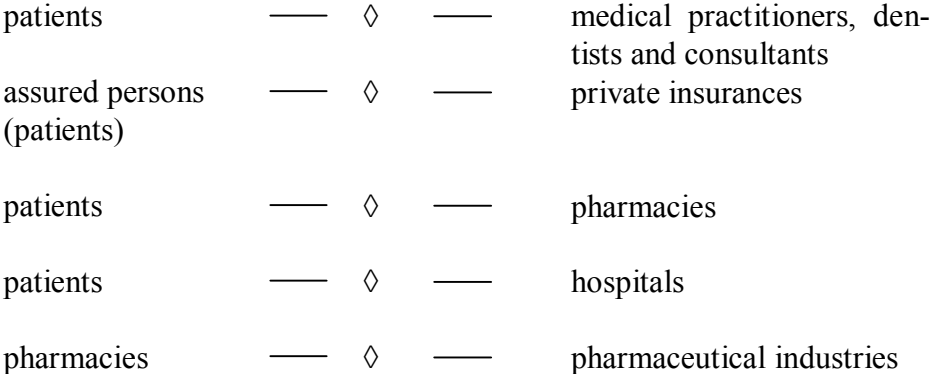 patients —— ◊ —— medical practitioners, den-
tists and consultants
assured persons —— ◊ —— private insurances
(patients)
patients —— ◊ —— pharmacies
patients —— ◊ —— hospitals
pharmacies —— ◊ —— pharmaceutical industries